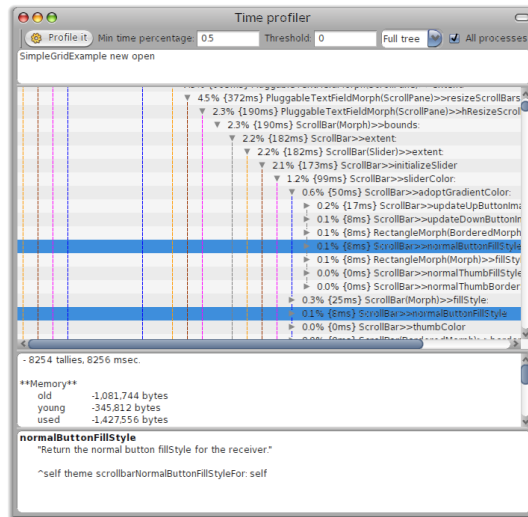 Time profiler
Profile it Min time percentage: 0.5 Threshold: 0 Full tree All processes
SimpleGridExample new open
4.5% {372ms} PluggableTextFieldMorph(ScrollPane)>>resizeScrollBars
2.3% {190ms} PluggableTextFieldMorph(ScrollPane)>>hResizeScrol
2.3% {190ms} ScrollBar(Morph)>>bounds:
2.2% {182ms} ScrollBar>>extent:
2.2% {182ms} ScrollBar(Slider)>>extent:
2.1% {173ms} ScrollBar>>initializeSlider
1.2% {99ms} ScrollBar>>sliderColor:
0.6% {50ms} ScrollBar>>adoptGradientColor:
0.2% {17ms} ScrollBar>>updateUpButtonIma
0.1% {8ms} ScrollBar>>updateDownButtonIn
0.1% {8ms} RectangleMorph(BorderedMorph
0.1% {8ms} ScrollBar>>normalButtonFillStyle
0.1% {8ms} RectangleMorph(Morph)>>fillSty
0.0% {0ms} ScrollBar>>normalThumbFillStyle
0.0% {0ms} ScrollBar>>normalThumbBorder
0.3% {25ms} ScrollBar(Morph)>>fillStyle:
0.1% {8ms} ScrollBar>>normalButtonFillStyle
0.0% {0ms} ScrollBar>>thumbColor
- 8254 tallies, 8256 msec.
**Memory**
old -1,081,744 bytes
young -345,812 bytes
used -1,427,556 bytes
normalButtonFillStyle
"Return the normal button fillStyle for the receiver."
^self theme scrollbarNormalButtonFillStyleFor: self